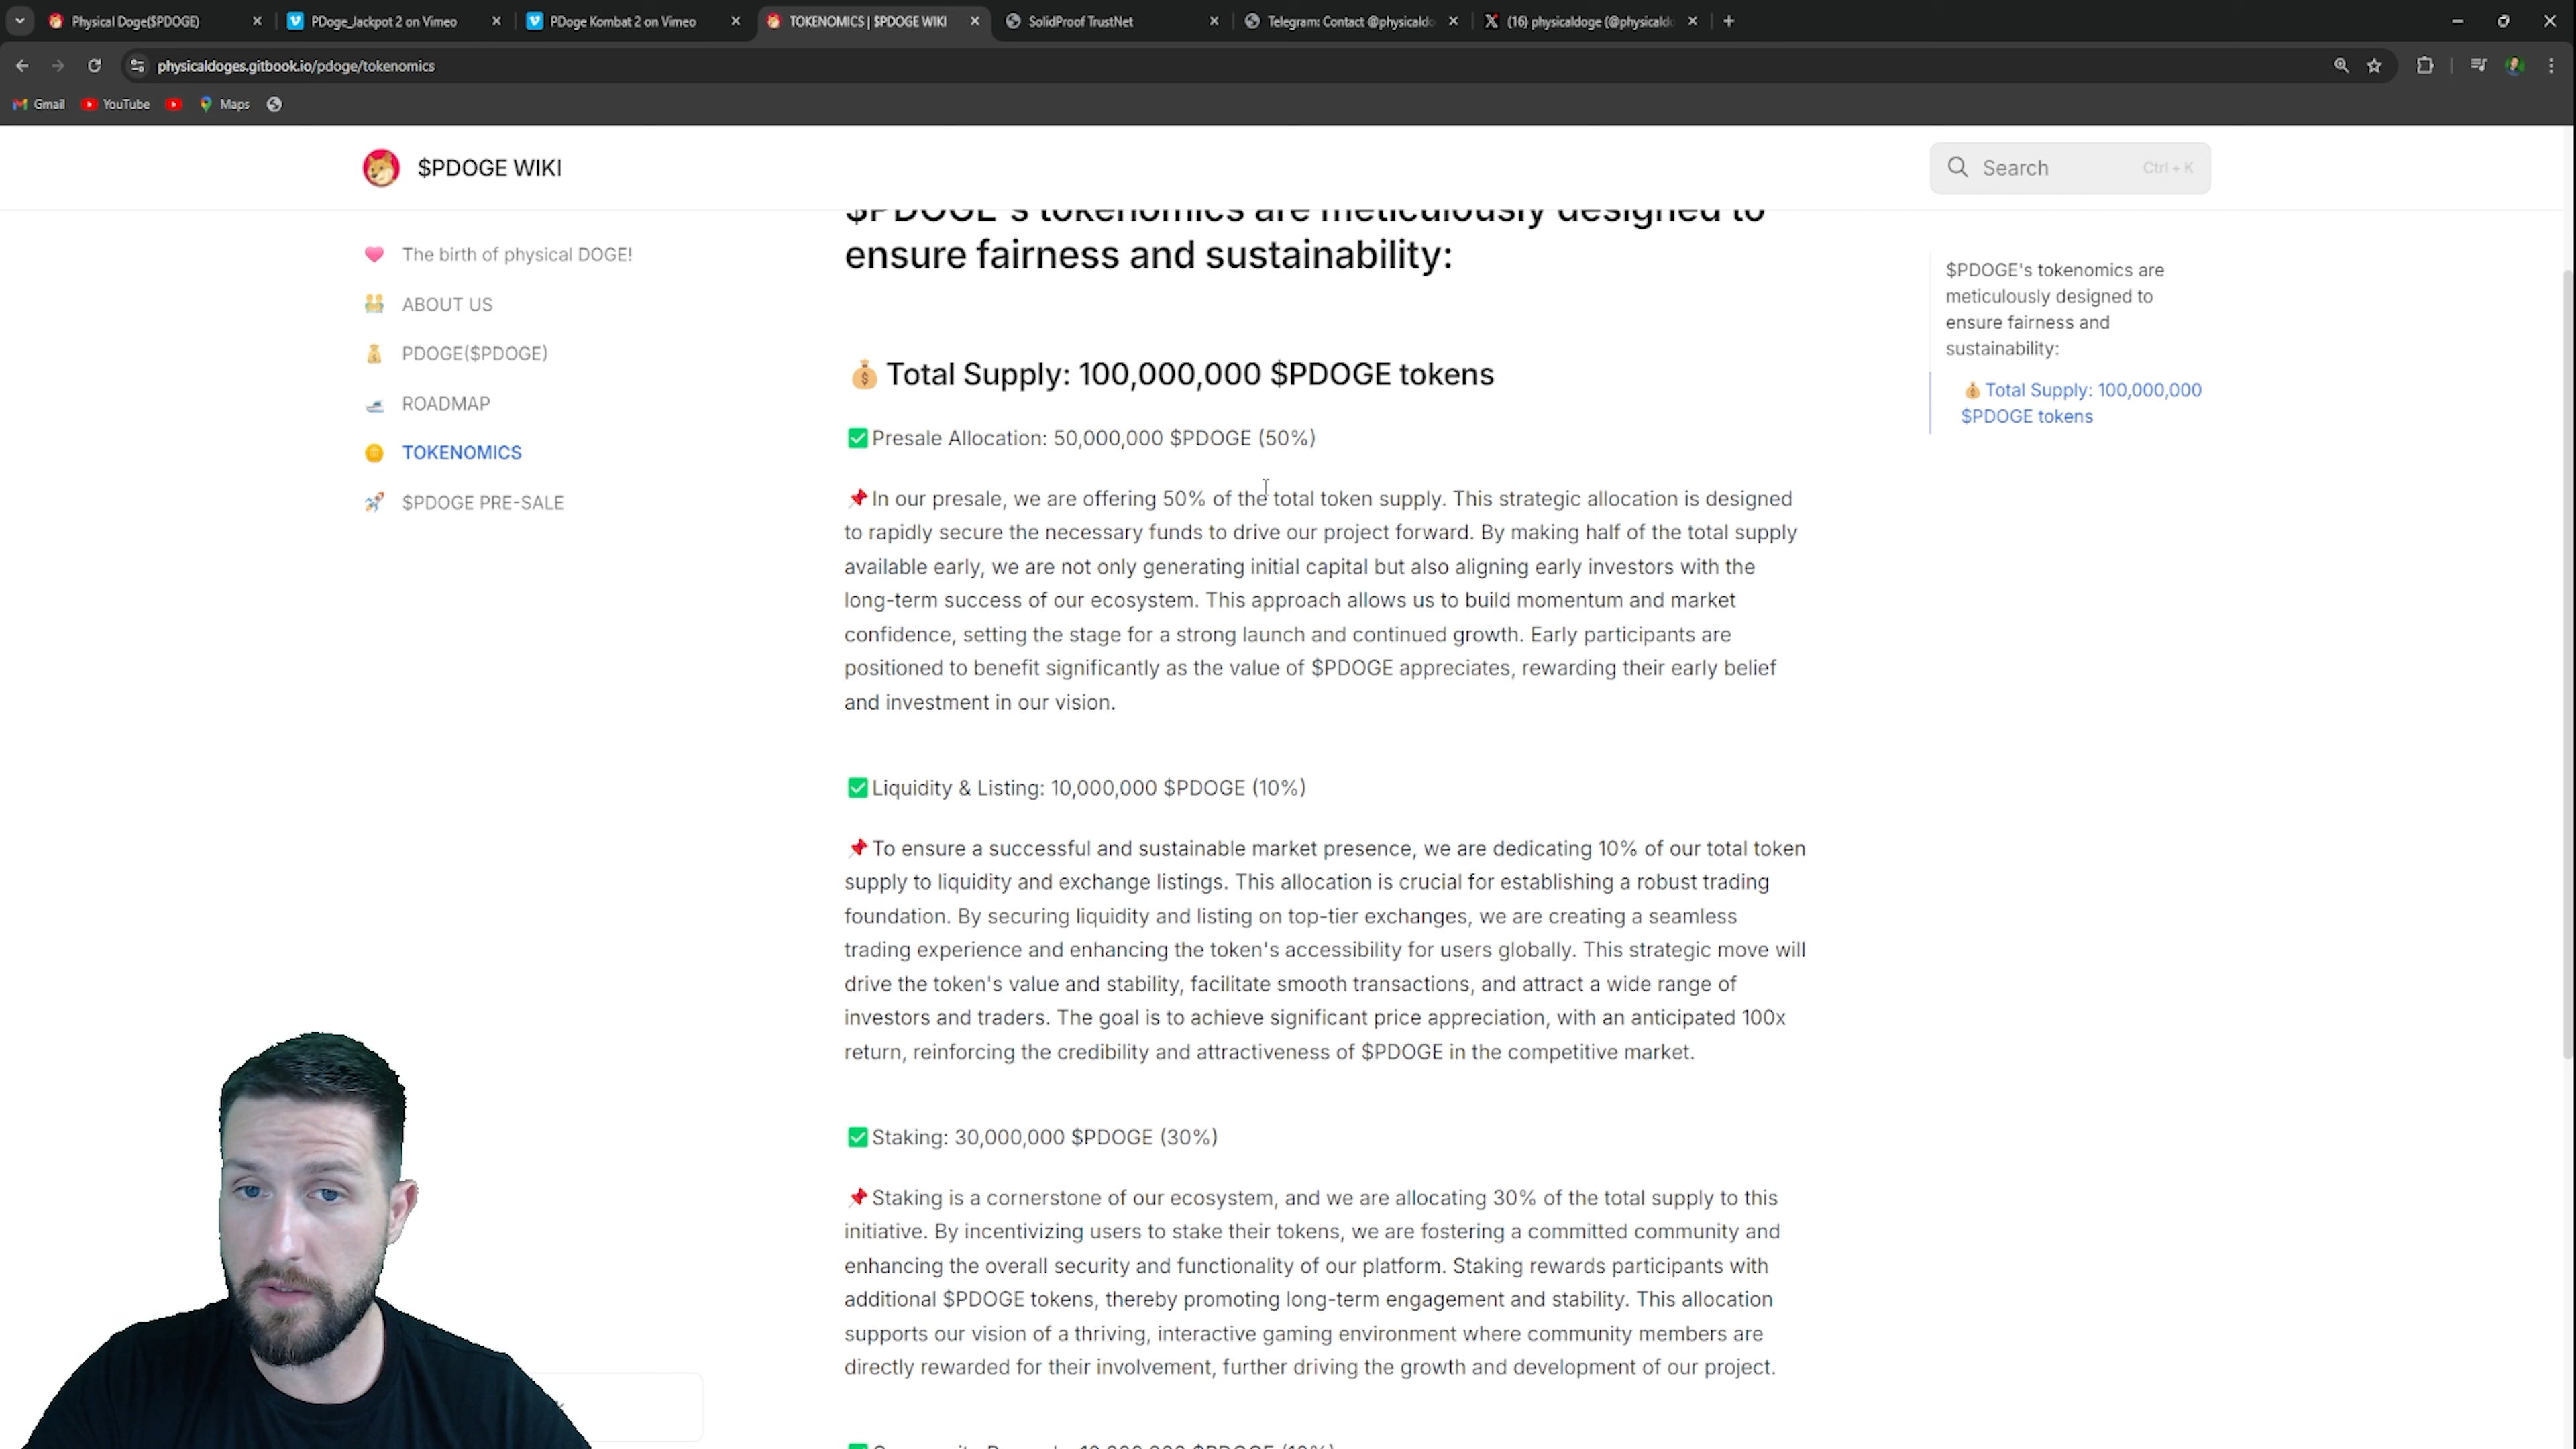 Physical Doge($PDOGE)
PDoge_Jackpot 2 on Vimeo
PDoge Kombat 2 on Vimeo
TOKENOMICS | $PDOGE WIKI
SolidProof TrustNet
Telegram: Contact @physicaldo
(16) physicaldoge (@physicaldo
physicaldoges.gitbook.io/pdoge/tokenomics
Gmail
YouTube
Maps
$PDOGE WIKI
Search
Ctrl + K
The birth of physical DOGE!
ABOUT US
PDOGE($PDOGE)
ROADMAP
TOKENOMICS
$PDOGE PRE-SALE
$PDOGE's tokenomics are meticulously designed to
ensure fairness and sustainability:
Total Supply: 100,000,000 $PDOGE tokens
Presale Allocation: 50,000,000 $PDOGE (50%)
In our presale, we are offering 50% of the total token supply. This strategic allocation is designed
to rapidly secure the necessary funds to drive our project forward. By making half of the total supply
available early, we are not only generating initial capital but also aligning early investors with the
long-term success of our ecosystem. This approach allows us to build momentum and market
confidence, setting the stage for a strong launch and continued growth. Early participants are
positioned to benefit significantly as the value of $PDOGE appreciates, rewarding their early belief
and investment in our vision.
Liquidity & Listing: 10,000,000 $PDOGE (10%)
To ensure a successful and sustainable market presence, we are dedicating 10% of our total token
supply to liquidity and exchange listings. This allocation is crucial for establishing a robust trading
foundation. By securing liquidity and listing on top-tier exchanges, we are creating a seamless
trading experience and enhancing the token's accessibility for users globally. This strategic move will
drive the token's value and stability, facilitate smooth transactions, and attract a wide range of
investors and traders. The goal is to achieve significant price appreciation, with an anticipated 100x
return, reinforcing the credibility and attractiveness of $PDOGE in the competitive market.
Staking: 30,000,000 $PDOGE (30%)
Staking is a cornerstone of our ecosystem, and we are allocating 30% of the total supply to this
initiative. By incentivizing users to stake their tokens, we are fostering a committed community and
enhancing the overall security and functionality of our platform. Staking rewards participants with
additional $PDOGE tokens, thereby promoting long-term engagement and stability. This allocation
supports our vision of a thriving, interactive gaming environment where community members are
directly rewarded for their involvement, further driving the growth and development of our project.
$PDOGE's tokenomics are
meticulously designed to
ensure fairness and
sustainability:
Total Supply: 100,000,000
$PDOGE tokens